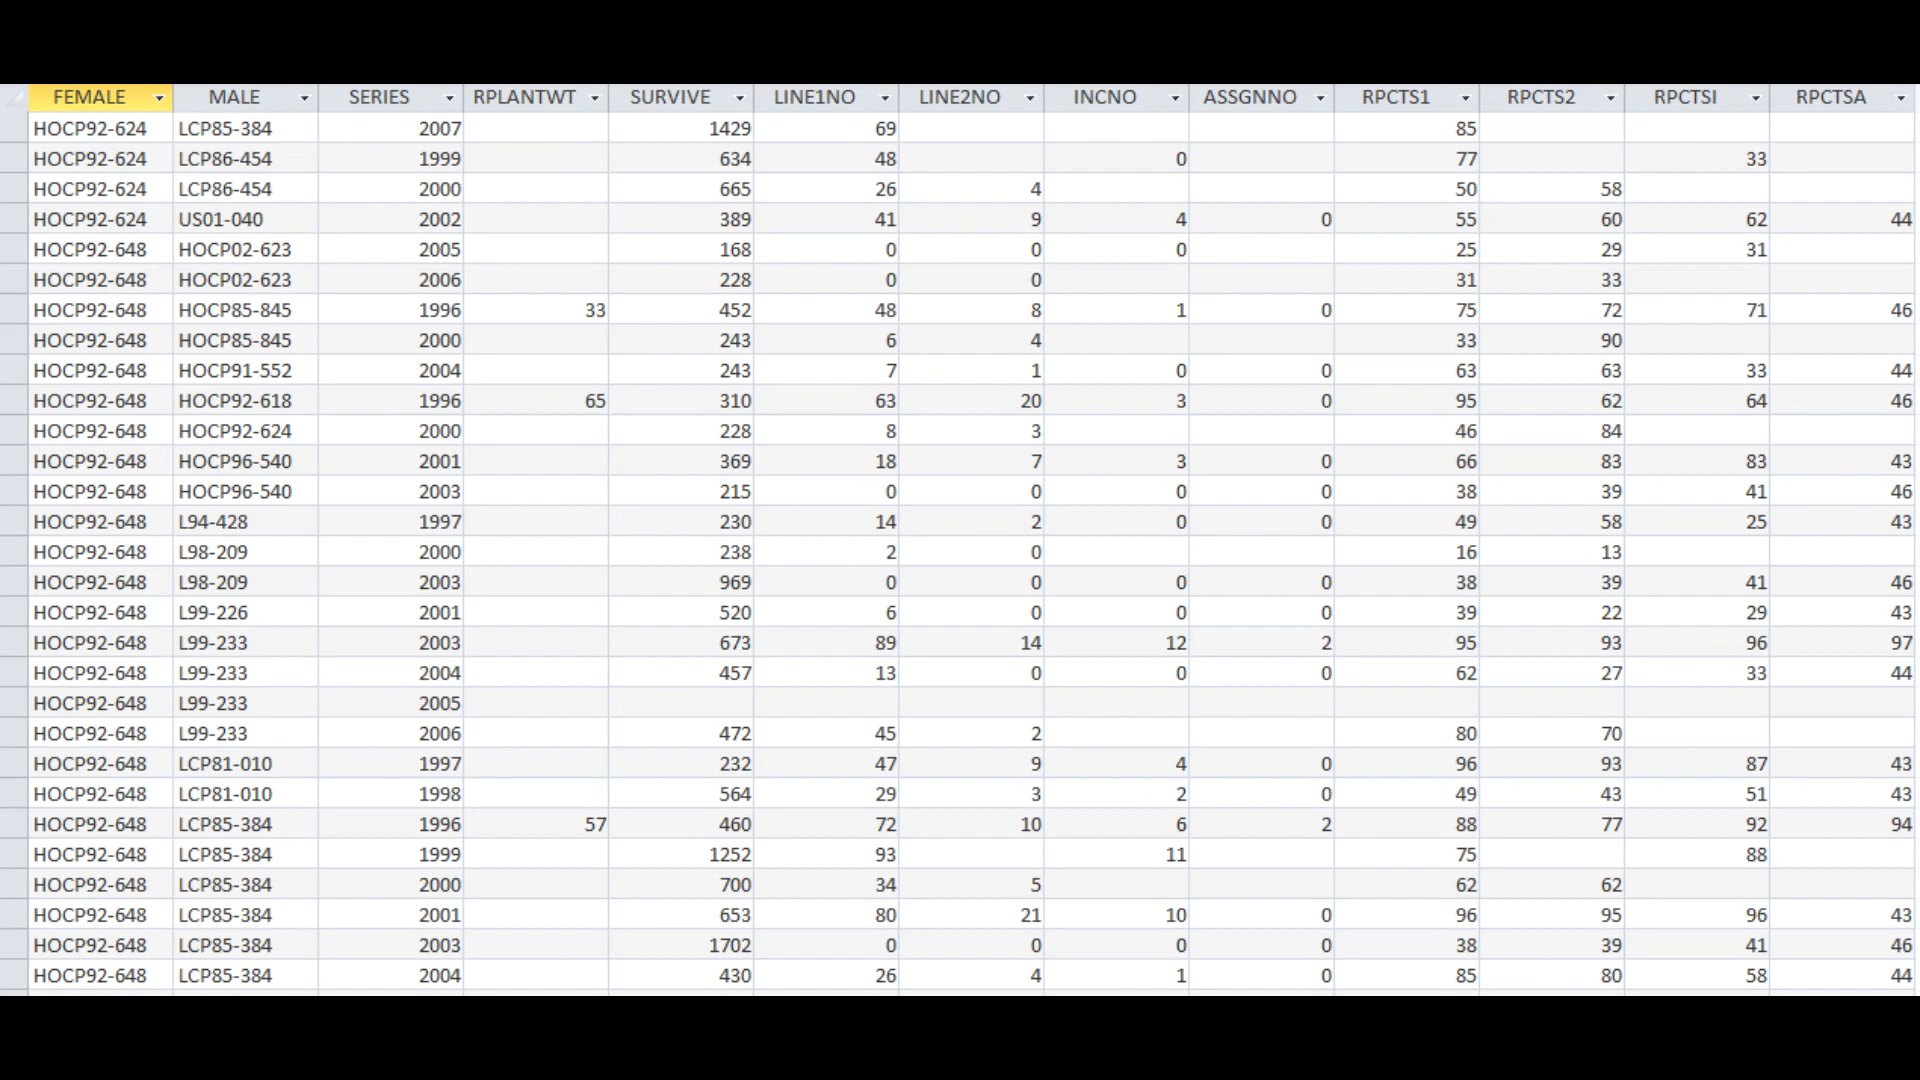 FEMALE MALE SERIES RPLANTWT SURVIVE LINE1NO LINE2NO INCNO ASSGNNO RPCTS1 RPCTS2 RPCTSI RPCTSA
HOCP92-624 LCP85-384 2007 1429 69 85
HOCP92-624 LCP86-454 1999 634 48 0 77 33
HOCP92-624 LCP86-454 2000 665 26 4 50 58
HOCP92-624 US01-040 2002 389 41 9 4 0 55 60 62 44
HOCP92-648 HOCP02-623 2005 168 0 0 0 25 29 31
HOCP92-648 HOCP02-623 2006 228 0 0 31 33
HOCP92-648 HOCP85-845 1996 33 452 48 8 1 0 75 72 71 46
HOCP92-648 HOCP85-845 2000 243 6 4 33 90
HOCP92-648 HOCP91-552 2004 243 7 1 0 0 63 63 33 44
HOCP92-648 HOCP92-618 1996 65 310 63 20 3 0 95 62 64 46
HOCP92-648 HOCP92-624 2000 228 8 3 46 84
HOCP92-648 HOCP96-540 2001 369 18 7 3 0 66 83 83 43
HOCP92-648 HOCP96-540 2003 215 0 0 0 0 38 39 41 46
HOCP92-648 L94-428 1997 230 14 2 0 0 49 58 25 43
HOCP92-648 L98-209 2000 238 2 0 16 13
HOCP92-648 L98-209 2003 969 0 0 0 0 38 39 41 46
HOCP92-648 L99-226 2001 520 6 0 0 0 39 22 29 43
HOCP92-648 L99-233 2003 673 89 14 12 2 95 93 96 97
HOCP92-648 L99-233 2004 457 13 0 0 0 62 27 33 44
HOCP92-648 L99-233 2005
HOCP92-648 L99-233 2006 472 45 2 80 70
HOCP92-648 LCP81-010 1997 232 47 9 4 0 96 93 87 43
HOCP92-648 LCP81-010 1998 564 29 3 2 0 49 43 51 43
HOCP92-648 LCP85-384 1996 57 460 72 10 6 2 88 77 92 94
HOCP92-648 LCP85-384 1999 1252 93 11 75 88
HOCP92-648 LCP85-384 2000 700 34 5 62 62
HOCP92-648 LCP85-384 2001 653 80 21 10 0 96 95 96 43
HOCP92-648 LCP85-384 2003 1702 0 0 0 0 38 39 41 46
HOCP92-648 LCP85-384 2004 430 26 4 1 0 85 80 58 44